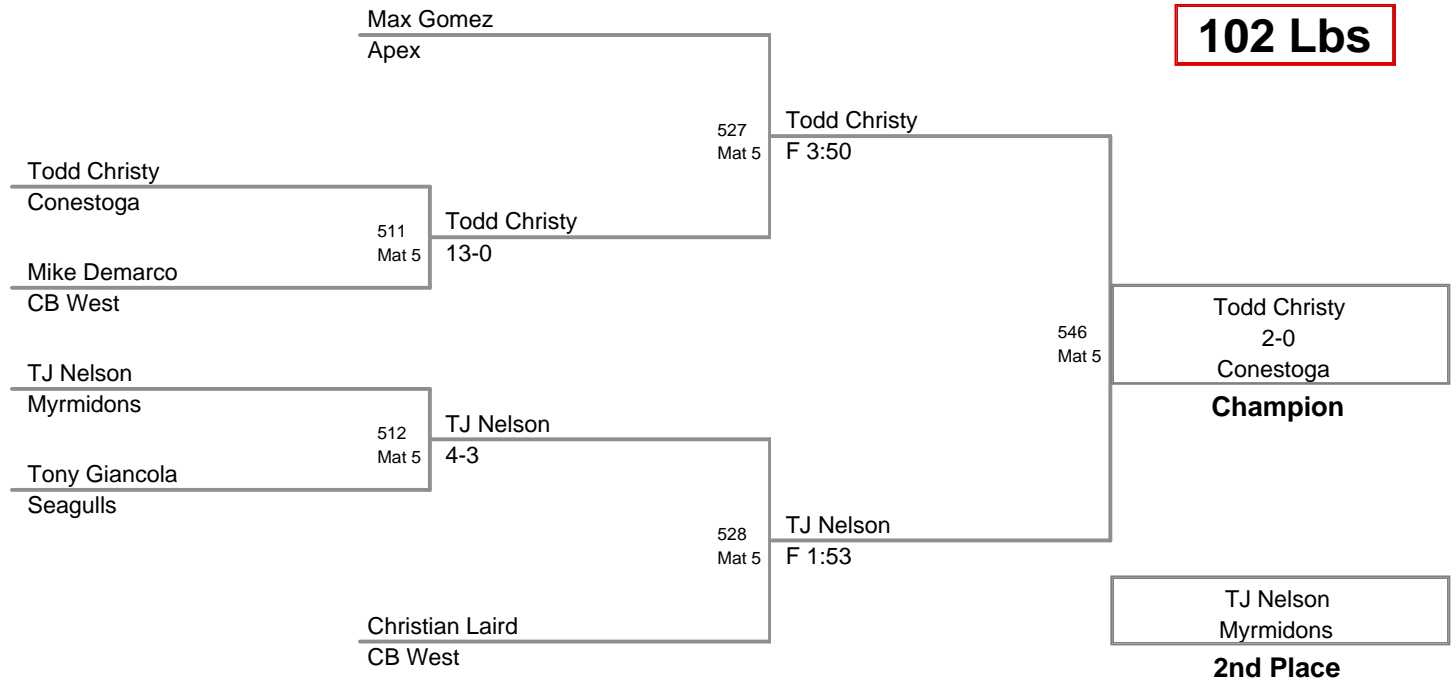 Max Gomez
Apex
102 Lbs
527
Mat 5
Todd Christy
F 3:50
Todd Christy
Conestoga
511
Mat 5
Todd Christy
13-0
Mike Demarco
CB West
546
Mat 5
Todd Christy
2-0
Conestoga
Champion
TJ Nelson
Myrmidons
512
Mat 5
TJ Nelson
4-3
Tony Giancola
Seagulls
528
Mat 5
TJ Nelson
F 1:53
Christian Laird
CB West
TJ Nelson
Myrmidons
2nd Place